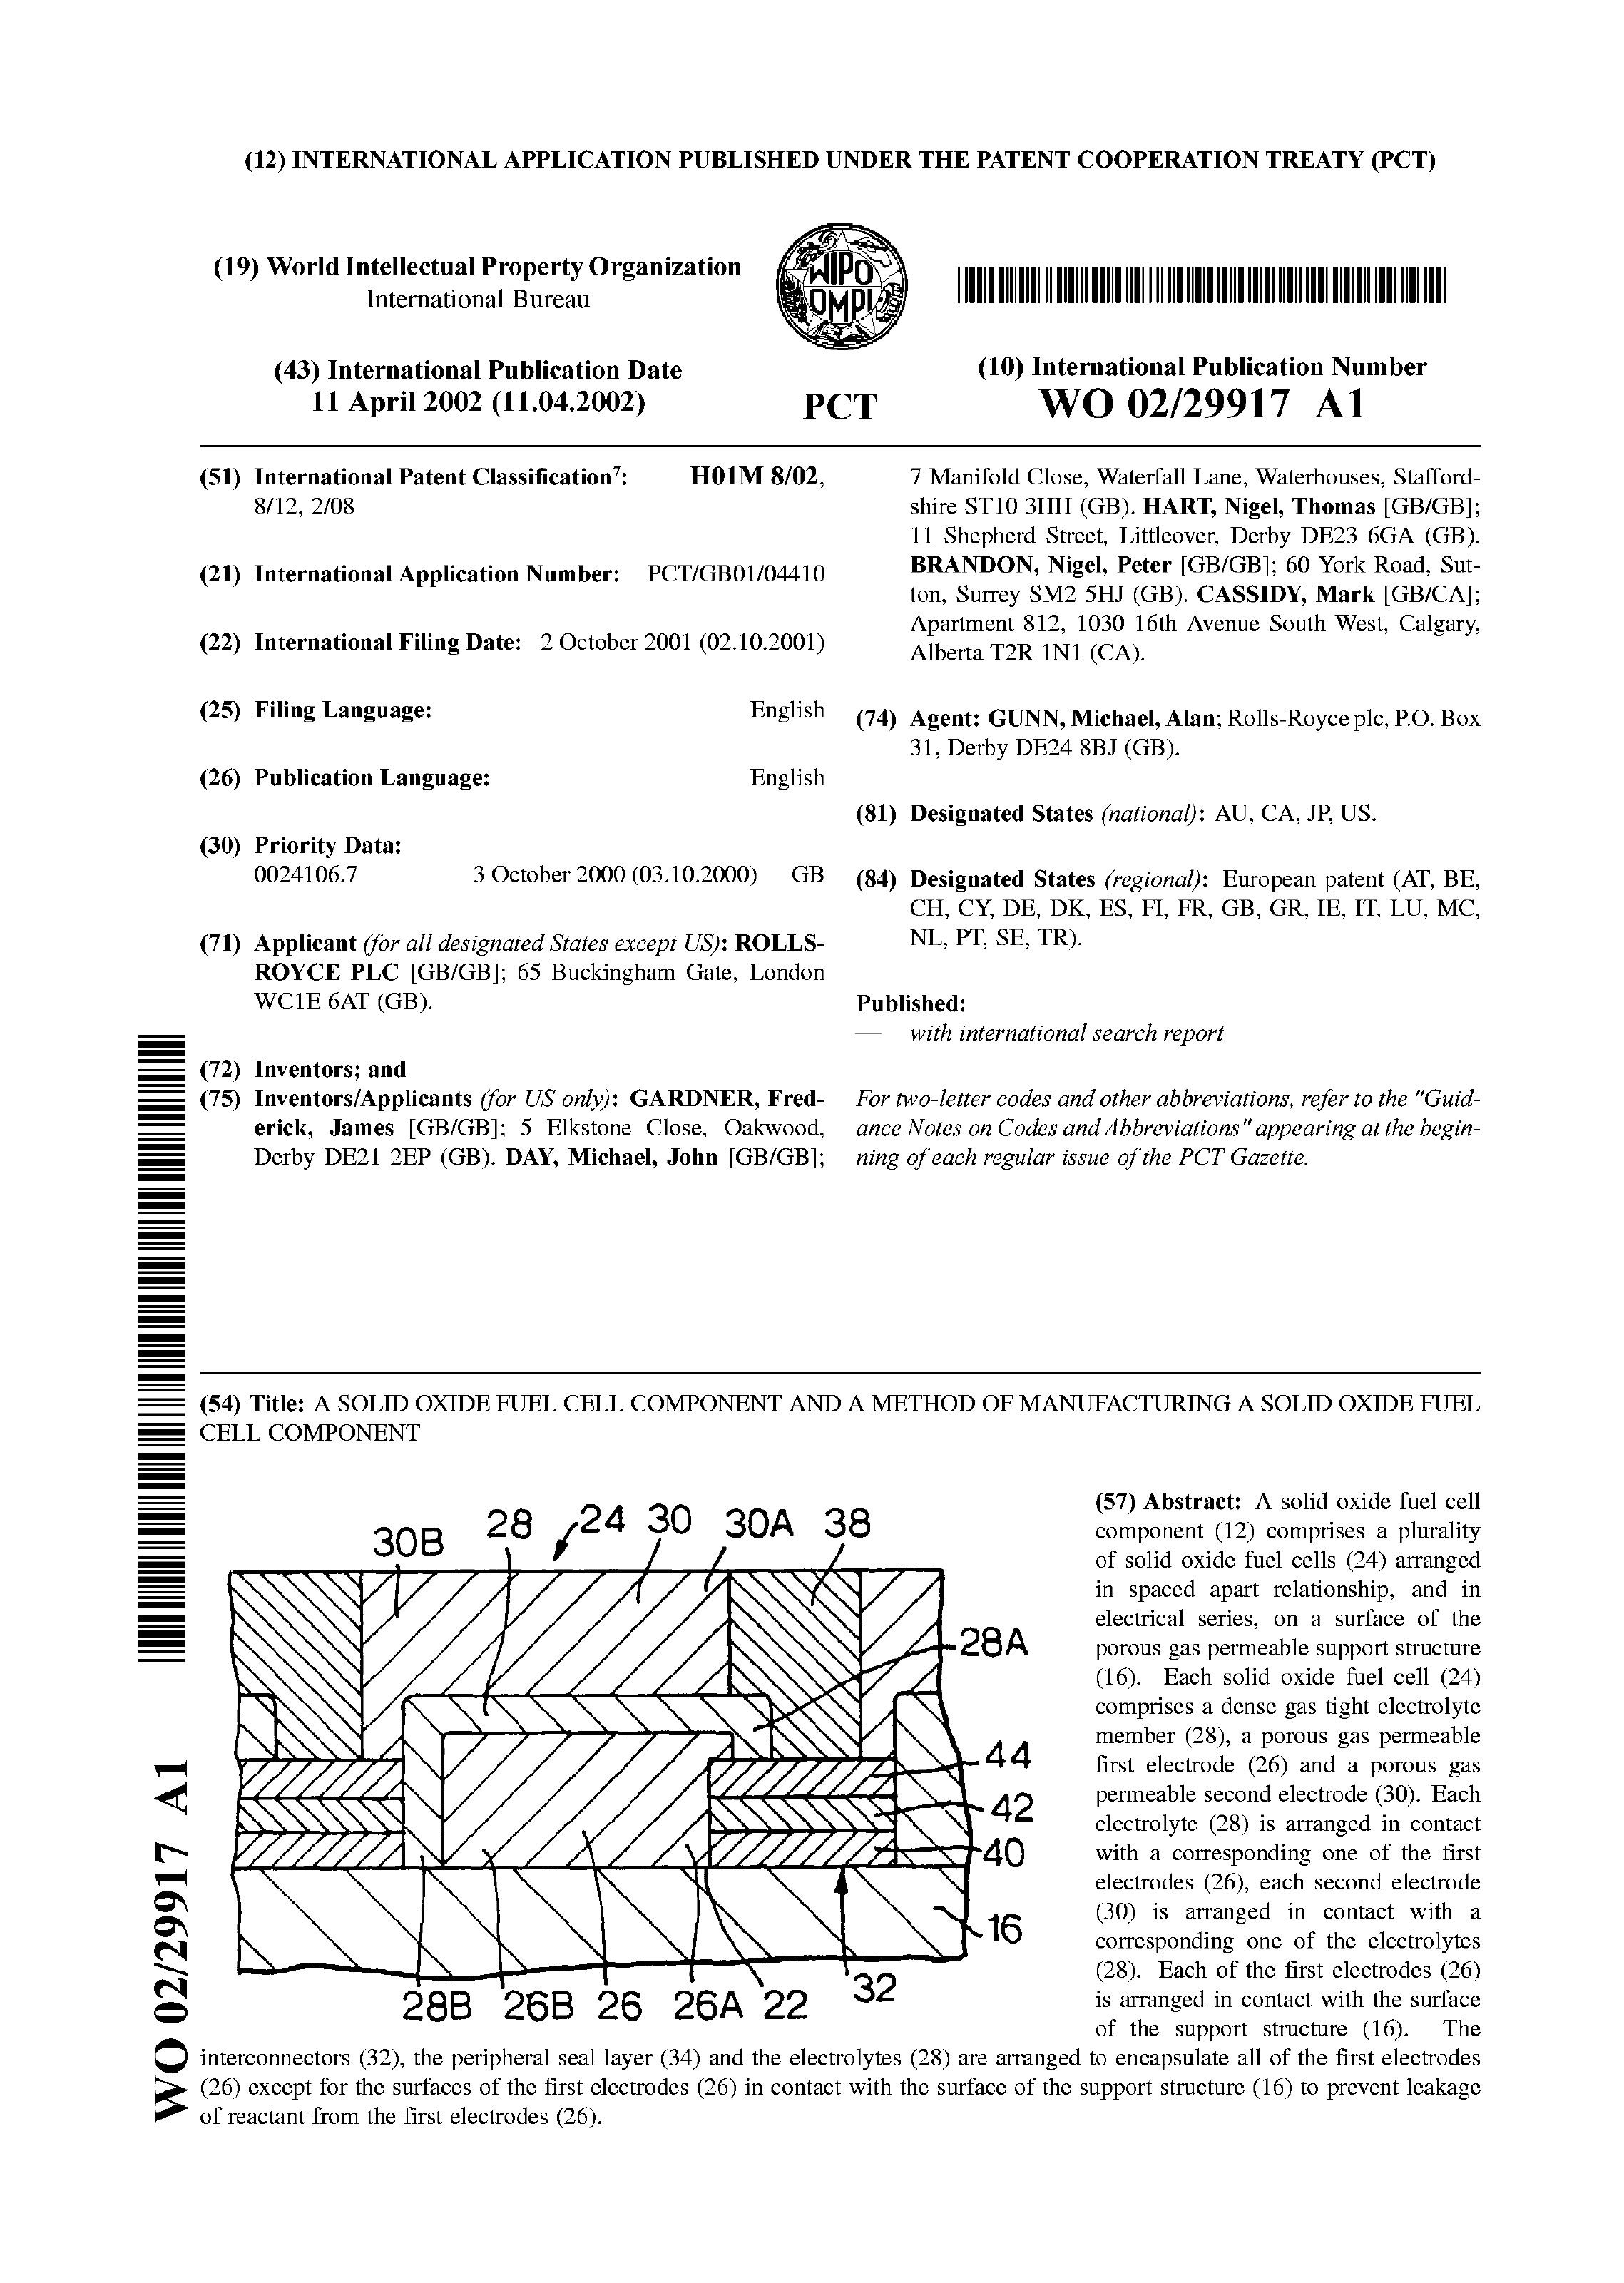 (12) INTERNATIONAL APPLICATION PUBLISHED UNDER THE PATENT COOPERATION TREATY (PCT)
(19) World Intellectual Property Organization
International Bureau
WIPO
OMPI
(43) International Publication Date
11 April 2002 (11.04.2002)
PCT
(10) International Publication Number
WO 02/29917 A1
(51) International Patent Classification7: H01M 8/02,
8/12, 2/08
(21) International Application Number: PCT/GB01/04410
(22) International Filing Date: 2 October 2001 (02.10.2001)
(25) Filing Language: English
(26) Publication Language: English
(30) Priority Data:
0024106.7 3 October 2000 (03.10.2000) GB
(71) Applicant (for all designated States except US): ROLLS-
ROYCE PLC [GB/GB]; 65 Buckingham Gate, London
WC1E 6AT (GB).
(72) Inventors; and
(75) Inventors/Applicants (for US only): GARDNER, Fred-
erick, James [GB/GB]; 5 Elkstone Close, Oakwood,
Derby DE21 2EP (GB). DAY, Michael, John [GB/GB];
7 Manifold Close, Waterfall Lane, Waterhouses, Stafford-
shire ST10 3HH (GB). HART, Nigel, Thomas [GB/GB];
11 Shepherd Street, Littleover, Derby DE23 6GA (GB).
BRANDON, Nigel, Peter [GB/GB]; 60 York Road, Sut-
ton, Surrey SM2 5HJ (GB). CASSIDY, Mark [GB/CA];
Apartment 812, 1030 16th Avenue South West, Calgary,
Alberta T2R 1N1 (CA).
(74) Agent: GUNN, Michael, Alan; Rolls-Royce plc, P.O. Box
31, Derby DE24 8BJ (GB).
(81) Designated States (national): AU, CA, JP, US.
(84) Designated States (regional): European patent (AT, BE,
CH, CY, DE, DK, ES, FI, FR, GB, GR, IE, IT, LU, MC,
NL, PT, SE, TR).
Published:
— with international search report
For two-letter codes and other abbreviations, refer to the "Guid-
ance Notes on Codes and Abbreviations" appearing at the begin-
ning of each regular issue of the PCT Gazette.
(54) Title: A SOLID OXIDE FUEL CELL COMPONENT AND A METHOD OF MANUFACTURING A SOLID OXIDE FUEL
CELL COMPONENT
30B 28 24 30 30A 38
28A
44
42
40
16
28B 26B 26 26A 22 32
(57) Abstract: A solid oxide fuel cell
component (12) comprises a plurality
of solid oxide fuel cells (24) arranged
in spaced apart relationship, and in
electrical series, on a surface of the
porous gas permeable support structure
(16). Each solid oxide fuel cell (24)
comprises a dense gas tight electrolyte
member (28), a porous gas permeable
first electrode (26) and a porous gas
permeable second electrode (30). Each
electrolyte (28) is arranged in contact
with a corresponding one of the first
electrodes (26), each second electrode
(30) is arranged in contact with a
corresponding one of the electrolytes
(28). Each of the first electrodes (26)
is arranged in contact with the surface
of the support structure (16). The
interconnectors (32), the peripheral seal layer (34) and the electrolytes (28) are arranged to encapsulate all of the first electrodes
(26) except for the surfaces of the first electrodes (26) in contact with the surface of the support structure (16) to prevent leakage
of reactant from the first electrodes (26).
WO 02/29917 A1